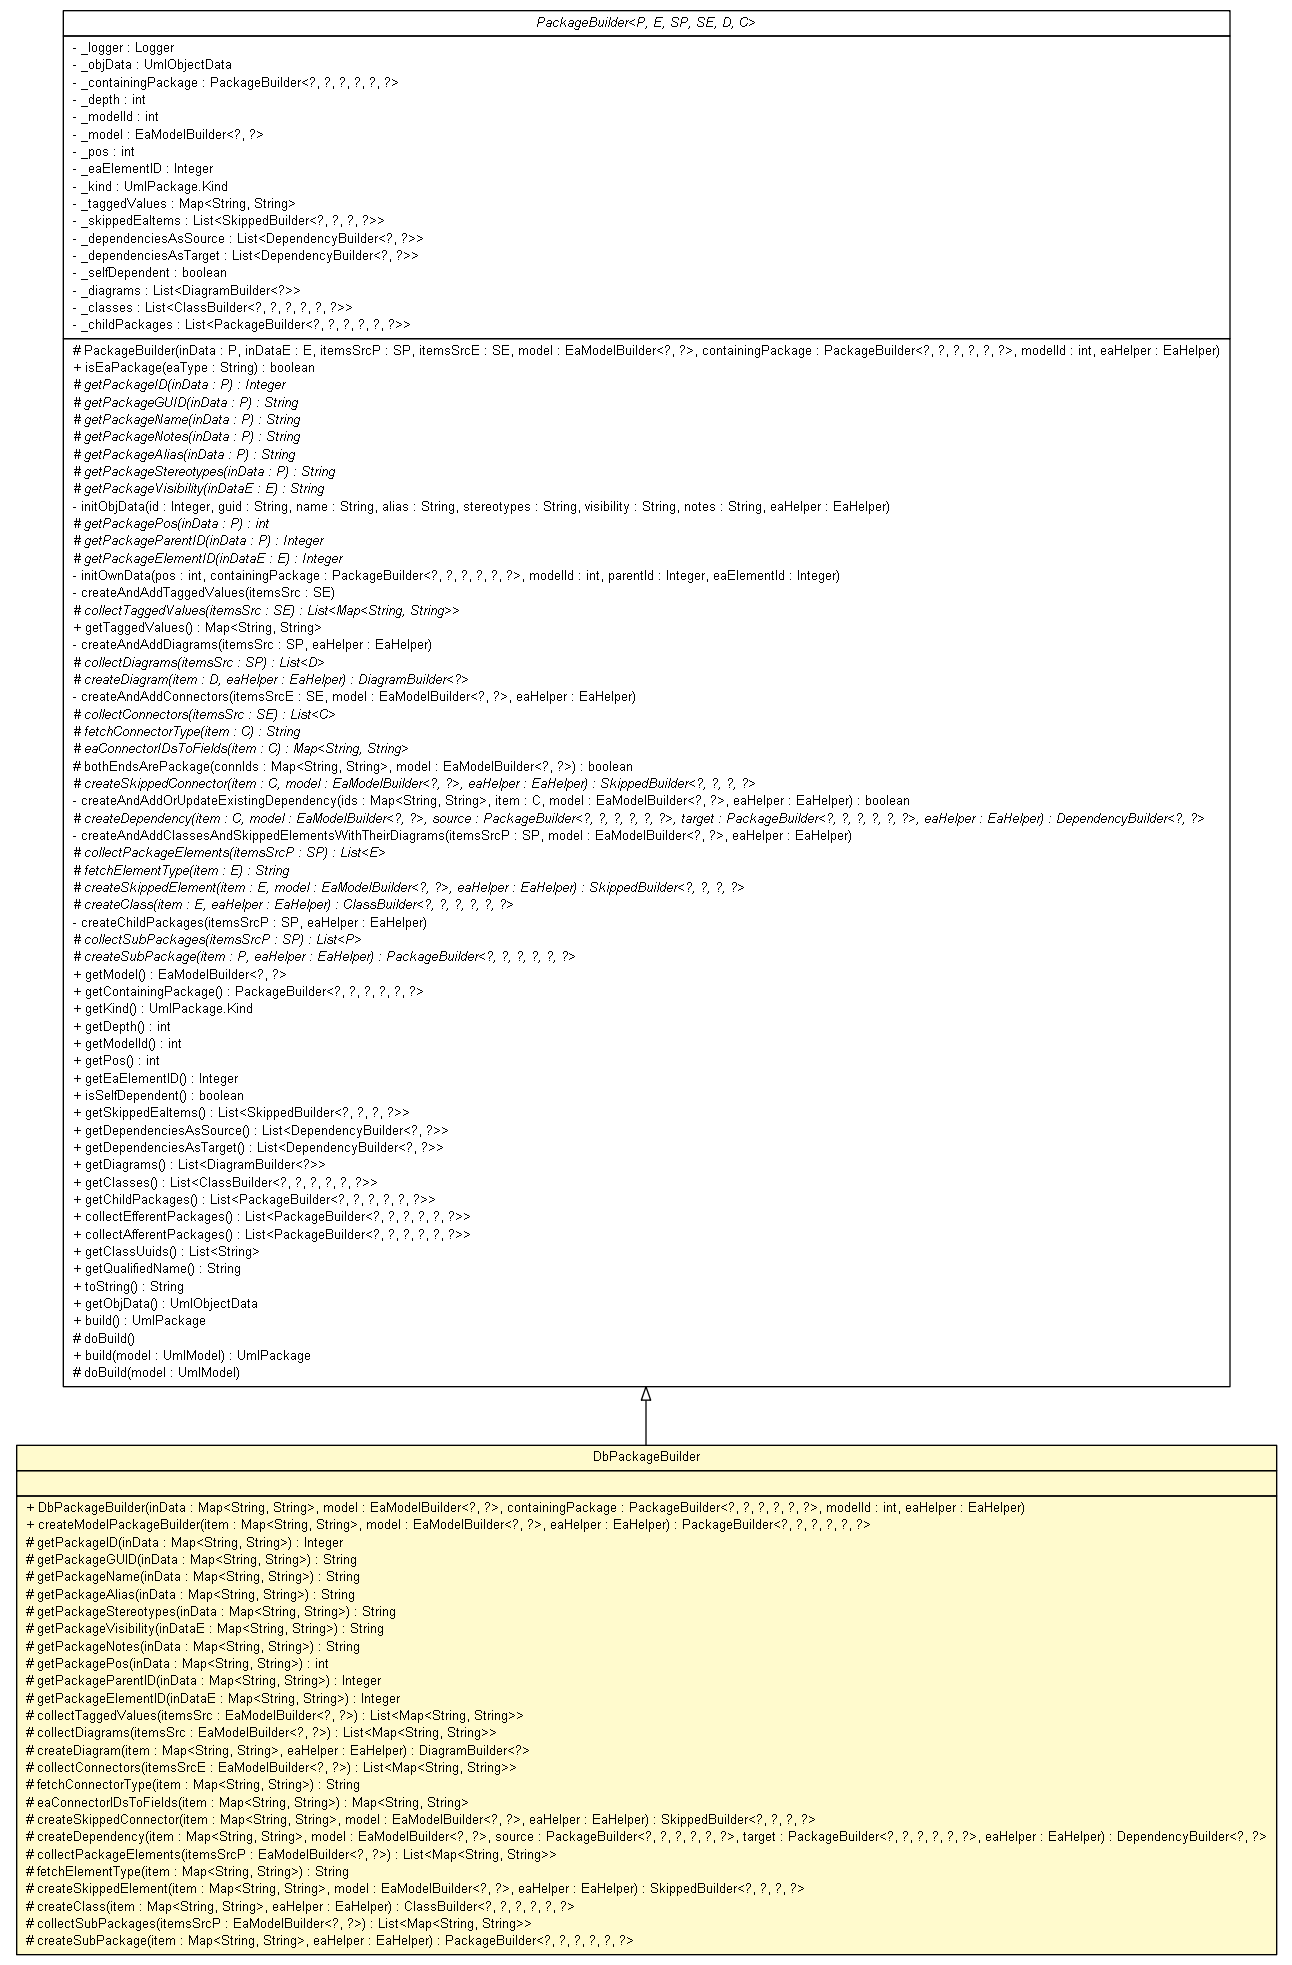 PackageBuilder<P, E, SP, SE, D, C>
- _logger : Logger
- _objData : UmlObjectData
- _containingPackage : PackageBuilder<?, ?, ?, ?, ?, ?>
- _depth : int
- _modelId : int
- _model : EaModelBuilder<?, ?>
- _pos : int
- _eaElementID : Integer
- _kind : UmlPackage.Kind
- _taggedValues : Map<String, String>
- _skippedEaItems : List<SkippedBuilder<?, ?, ?, ?>>
- _dependenciesAsSource : List<DependencyBuilder<?, ?>>
- _dependenciesAsTarget : List<DependencyBuilder<?, ?>>
- _selfDependent : boolean
- _diagrams : List<DiagramBuilder<?>>
- _classes : List<ClassBuilder<?, ?, ?, ?, ?, ?>>
- _childPackages : List<PackageBuilder<?, ?, ?, ?, ?, ?>>
# PackageBuilder(inData : P, inDataE : E, itemsSrcP : SP, itemsSrcE : SE, model : EaModelBuilder<?, ?>, containingPackage : PackageBuilder<?, ?, ?, ?, ?, ?>, modelId : int, eaHelper : EaHelper)
+ isEaPackage(eaType : String) : boolean
# getPackageID(inData : P) : Integer
# getPackageGUID(inData : P) : String
# getPackageName(inData : P) : String
# getPackageNotes(inData : P) : String
# getPackageAlias(inData : P) : String
# getPackageStereotypes(inData : P) : String
# getPackageVisibility(inDataE : E) : String
- initObjData(id : Integer, guid : String, name : String, alias : String, stereotypes : String, visibility : String, notes : String, eaHelper : EaHelper)
# getPackagePos(inData : P) : int
# getPackageParentID(inData : P) : Integer
# getPackageElementID(inDataE : E) : Integer
- initOwnData(pos : int, containingPackage : PackageBuilder<?, ?, ?, ?, ?, ?>, modelId : int, parentId : Integer, eaElementId : Integer)
- createAndAddTaggedValues(itemsSrc : SE)
# collectTaggedValues(itemsSrc : SE) : List<Map<String, String>>
+ getTaggedValues() : Map<String, String>
- createAndAddDiagrams(itemsSrc : SP, eaHelper : EaHelper)
# collectDiagrams(itemsSrc : SP) : List<D>
# createDiagram(item : D, eaHelper : EaHelper) : DiagramBuilder<?>
- createAndAddConnectors(itemsSrcE : SE, model : EaModelBuilder<?, ?>, eaHelper : EaHelper)
# collectConnectors(itemsSrc : SE) : List<C>
# fetchConnectorType(item : C) : String
# eaConnectorIDsToFields(item : C) : Map<String, String>
# bothEndsArePackage(connIds : Map<String, String>, model : EaModelBuilder<?, ?>) : boolean
# createSkippedConnector(item : C, model : EaModelBuilder<?, ?>, eaHelper : EaHelper) : SkippedBuilder<?, ?, ?, ?>
- createAndAddOrUpdateExistingDependency(ids : Map<String, String>, item : C, model : EaModelBuilder<?, ?>, eaHelper : EaHelper) : boolean
# createDependency(item : C, model : EaModelBuilder<?, ?>, source : PackageBuilder<?, ?, ?, ?, ?, ?>, target : PackageBuilder<?, ?, ?, ?, ?, ?>, eaHelper : EaHelper) : DependencyBuilder<?, ?>
- createAndAddClassesAndSkippedElementsWithTheirDiagrams(itemsSrcP : SP, model : EaModelBuilder<?, ?>, eaHelper : EaHelper)
# collectPackageElements(itemsSrcP : SP) : List<E>
# fetchElementType(item : E) : String
# createSkippedElement(item : E, model : EaModelBuilder<?, ?>, eaHelper : EaHelper) : SkippedBuilder<?, ?, ?, ?>
# createClass(item : E, eaHelper : EaHelper) : ClassBuilder<?, ?, ?, ?, ?, ?>
- createChildPackages(itemsSrcP : SP, eaHelper : EaHelper)
# collectSubPackages(itemsSrcP : SP) : List<P>
# createSubPackage(item : P, eaHelper : EaHelper) : PackageBuilder<?, ?, ?, ?, ?, ?>
+ getModel() : EaModelBuilder<?, ?>
+ getContainingPackage() : PackageBuilder<?, ?, ?, ?, ?, ?>
+ getKind() : UmlPackage.Kind
+ getDepth() : int
+ getModelId() : int
+ getPos() : int
+ getEaElementID() : Integer
+ isSelfDependent() : boolean
+ getSkippedEaItems() : List<SkippedBuilder<?, ?, ?, ?>>
+ getDependenciesAsSource() : List<DependencyBuilder<?, ?>>
+ getDependenciesAsTarget() : List<DependencyBuilder<?, ?>>
+ getDiagrams() : List<DiagramBuilder<?>>
+ getClasses() : List<ClassBuilder<?, ?, ?, ?, ?, ?>>
+ getChildPackages() : List<PackageBuilder<?, ?, ?, ?, ?, ?>>
+ collectEfferentPackages() : List<PackageBuilder<?, ?, ?, ?, ?, ?>>
+ collectAfferentPackages() : List<PackageBuilder<?, ?, ?, ?, ?, ?>>
+ getClassUuids() : List<String>
+ getQualifiedName() : String
+ toString() : String
+ getObjData() : UmlObjectData
+ build() : UmlPackage
# doBuild()
+ build(model : UmlModel) : UmlPackage
# doBuild(model : UmlModel)
DbPackageBuilder
+ DbPackageBuilder(inData : Map<String, String>, model : EaModelBuilder<?, ?>, containingPackage : PackageBuilder<?, ?, ?, ?, ?, ?>, modelId : int, eaHelper : EaHelper)
+ createModelPackageBuilder(item : Map<String, String>, model : EaModelBuilder<?, ?>, eaHelper : EaHelper) : PackageBuilder<?, ?, ?, ?, ?, ?>
# getPackageID(inData : Map<String, String>) : Integer
# getPackageGUID(inData : Map<String, String>) : String
# getPackageName(inData : Map<String, String>) : String
# getPackageAlias(inData : Map<String, String>) : String
# getPackageStereotypes(inData : Map<String, String>) : String
# getPackageVisibility(inDataE : Map<String, String>) : String
# getPackageNotes(inData : Map<String, String>) : String
# getPackagePos(inData : Map<String, String>) : int
# getPackageParentID(inData : Map<String, String>) : Integer
# getPackageElementID(inDataE : Map<String, String>) : Integer
# collectTaggedValues(itemsSrc : EaModelBuilder<?, ?>) : List<Map<String, String>>
# collectDiagrams(itemsSrc : EaModelBuilder<?, ?>) : List<Map<String, String>>
# createDiagram(item : Map<String, String>, eaHelper : EaHelper) : DiagramBuilder<?>
# collectConnectors(itemsSrcE : EaModelBuilder<?, ?>) : List<Map<String, String>>
# fetchConnectorType(item : Map<String, String>) : String
# eaConnectorIDsToFields(item : Map<String, String>) : Map<String, String>
# createSkippedConnector(item : Map<String, String>, model : EaModelBuilder<?, ?>, eaHelper : EaHelper) : SkippedBuilder<?, ?, ?, ?>
# createDependency(item : Map<String, String>, model : EaModelBuilder<?, ?>, source : PackageBuilder<?, ?, ?, ?, ?, ?>, target : PackageBuilder<?, ?, ?, ?, ?, ?>, eaHelper : EaHelper) : DependencyBuilder<?, ?>
# collectPackageElements(itemsSrcP : EaModelBuilder<?, ?>) : List<Map<String, String>>
# fetchElementType(item : Map<String, String>) : String
# createSkippedElement(item : Map<String, String>, model : EaModelBuilder<?, ?>, eaHelper : EaHelper) : SkippedBuilder<?, ?, ?, ?>
# createClass(item : Map<String, String>, eaHelper : EaHelper) : ClassBuilder<?, ?, ?, ?, ?, ?>
# collectSubPackages(itemsSrcP : EaModelBuilder<?, ?>) : List<Map<String, String>>
# createSubPackage(item : Map<String, String>, eaHelper : EaHelper) : PackageBuilder<?, ?, ?, ?, ?, ?>